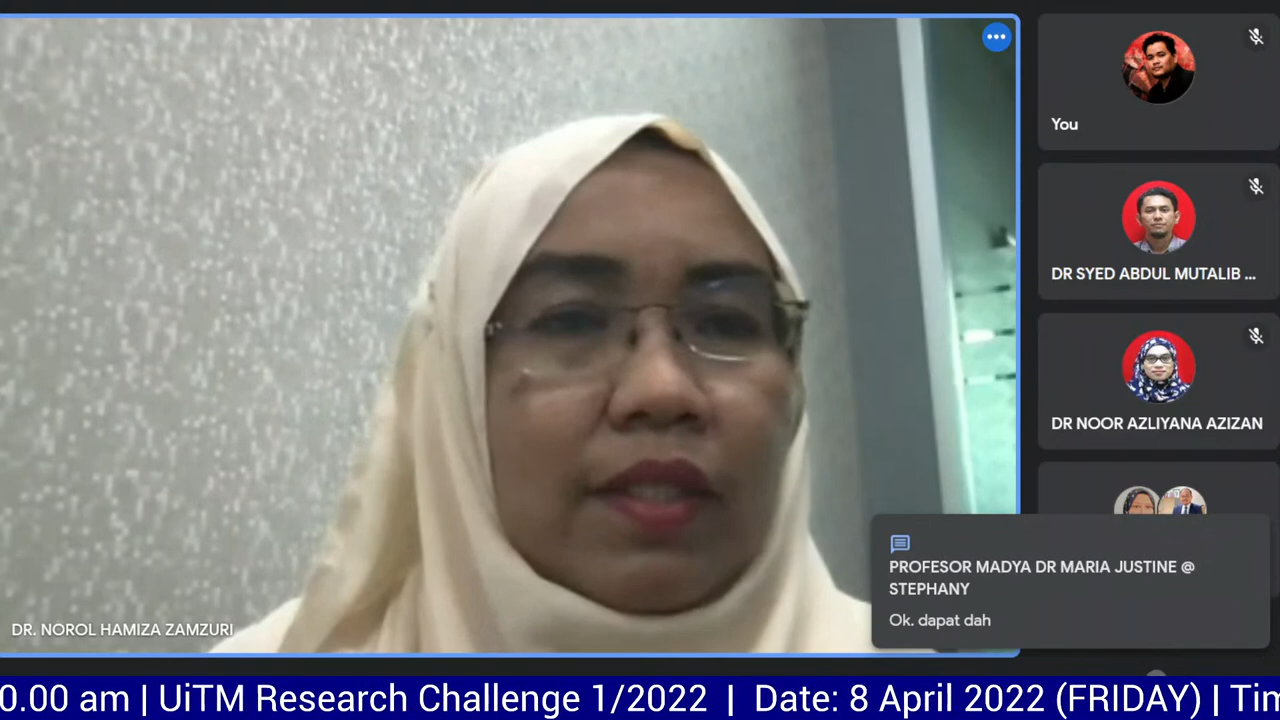 You
DR SYED ABDUL MUTALIB ...
DR NOOR AZLIYANA AZIZAN
PROFESOR MADYA DR MARIA JUSTINE @
STEPHANY
Ok. dapat dah
DR. NOROL HAMIZA ZAMZURI
0.00 am | UiTM Research Challenge 1/2022 | Date: 8 April 2022 (FRIDAY) | Tim